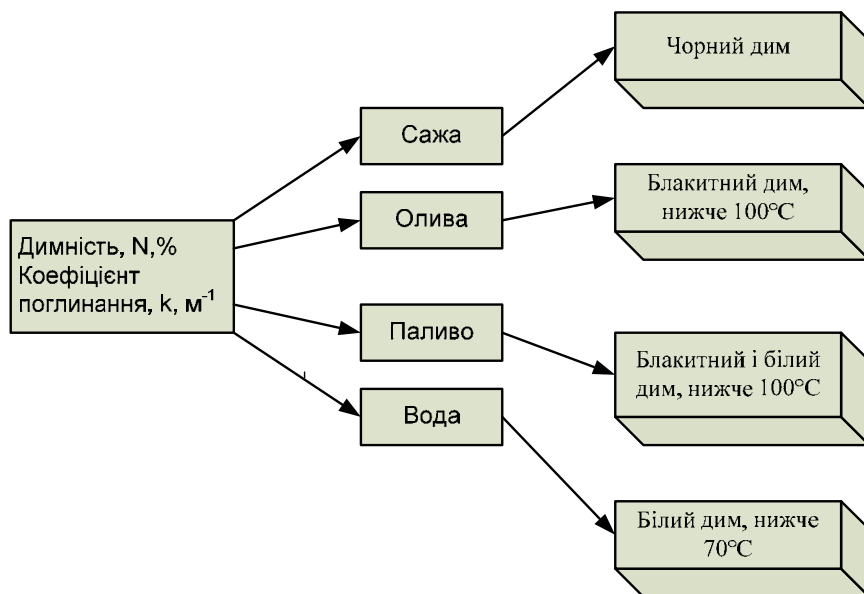 Димність, N,%
Коефіцієнт
поглинання, k, м⁻¹
Сажа
Олива
Паливо
Вода
Чорний дим
Блакитний дим,
нижче 100°С
Блакитний і білий
дим, нижче 100°С
Білий дим, нижче
70°С